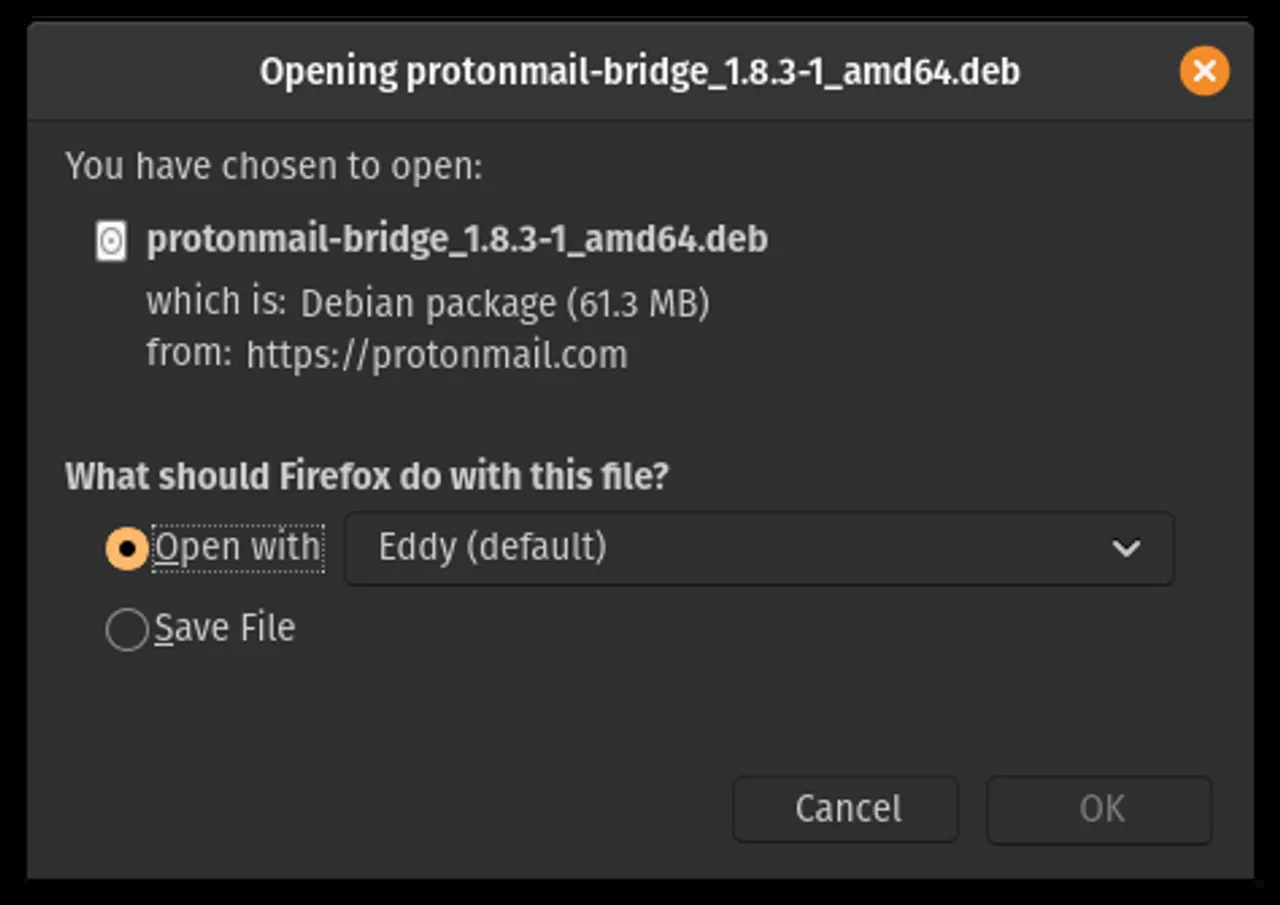 Opening protonmail-bridge_1.8.3-1_amd64.deb
You have chosen to open:
protonmail-bridge_1.8.3-1_amd64.deb
which is: Debian package (61.3 MB)
from: https://protonmail.com
What should Firefox do with this file?
Open with Eddy (default)
Save File
Cancel OK